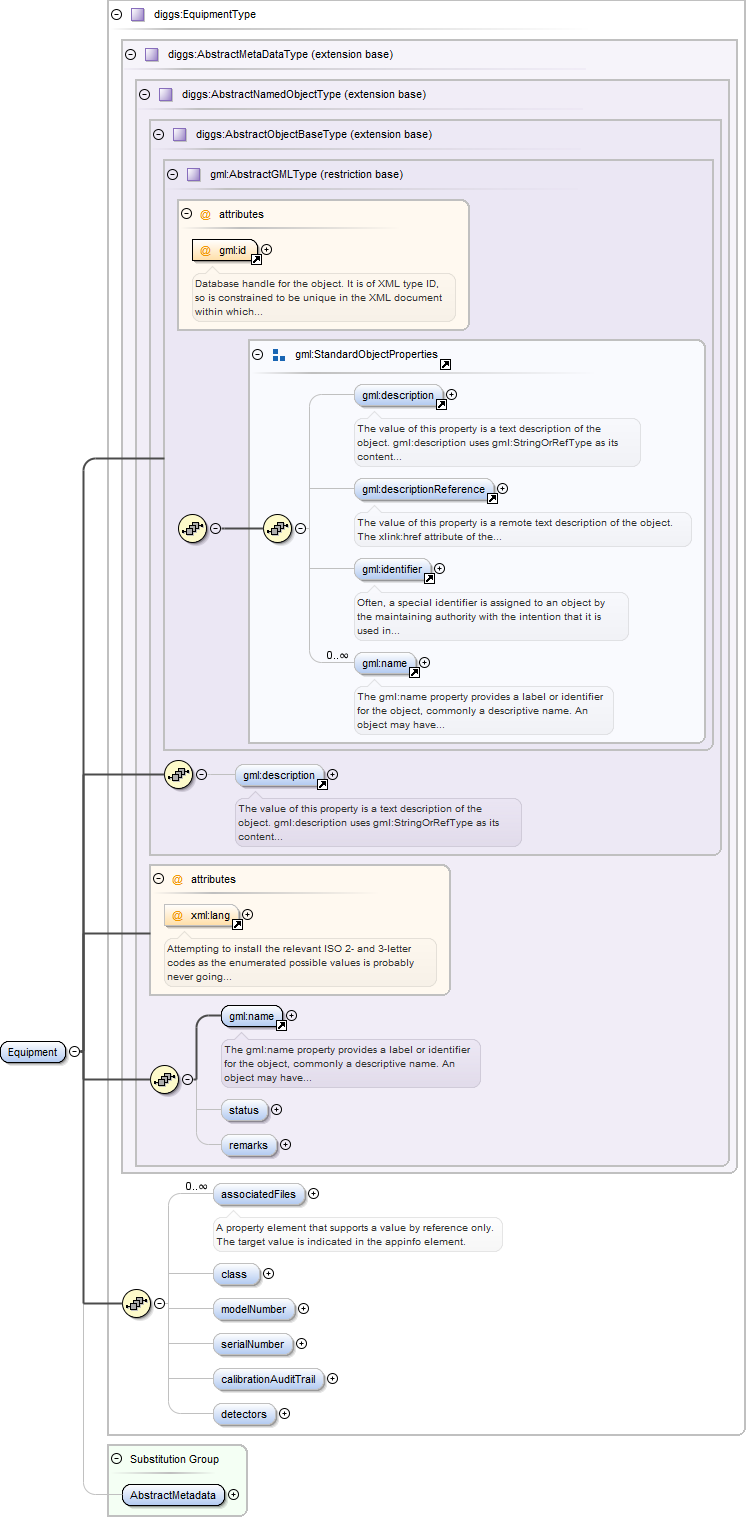 diggs:EquipmentType
diggs:AbstractMetaDataType (extension base)
diggs:AbstractNamedObjectType (extension base)
diggs:AbstractObjectBaseType (extension base)
gml:AbstractGMLType (restriction base)
@ attributes
@ gml:id
Database handle for the object. It is of XML type ID,
so is constrained to be unique in the XML document
within which...
gml:StandardObjectProperties
gml:description
The value of this property is a text description of the
object. gml:description uses gml:StringOrRefType as its
content...
gml:descriptionReference
The value of this property is a remote text description of the object.
The xlink:href attribute of the...
gml:identifier
Often, a special identifier is assigned to an object by
the maintaining authority with the intention that it is
used in...
0..∞
gml:name
The gml:name property provides a label or identifier
for the object, commonly a descriptive name. An
object may have...
gml:description
The value of this property is a text description of the
object. gml:description uses gml:StringOrRefType as its
content...
@ attributes
@ xml:lang
Attempting to install the relevant ISO 2- and 3-letter
codes as the enumerated possible values is probably
never going...
gml:name
The gml:name property provides a label or identifier
for the object, commonly a descriptive name. An
object may have...
Equipment
status
remarks
0..∞
associatedFiles
A property element that supports a value by reference only.
The target value is indicated in the appinfo element.
class
modelNumber
serialNumber
calibrationAuditTrail
detectors
Substitution Group
AbstractMetadata